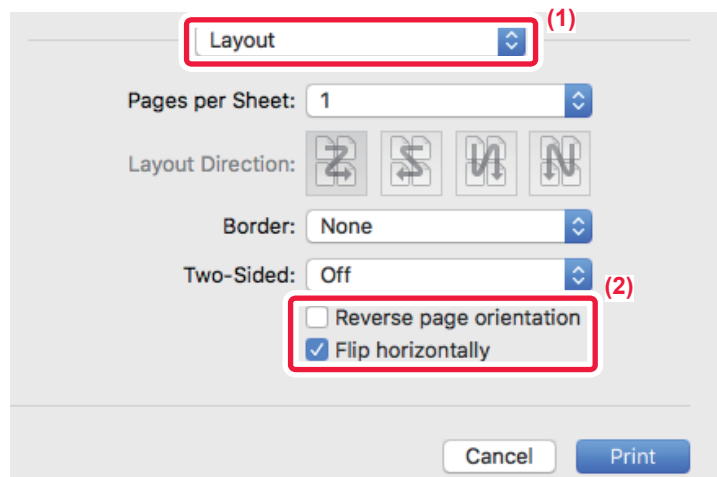 (1)
Layout
Pages per Sheet: 1
Layout Direction:
Border: None
Two-Sided: Off
(2)
Reverse page orientation
Flip horizontally
Cancel Print